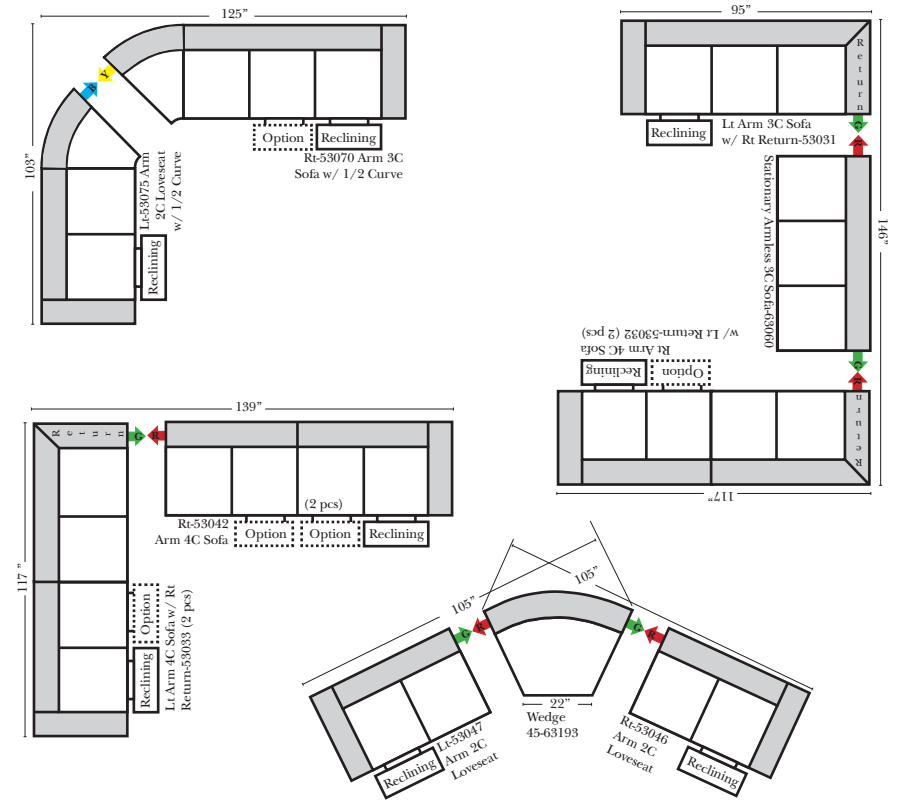 125”
B
Y
103”
Option
Reclining
Rt-53070 Arm 3C
Sofa w/ 1/2 Curve
Lt-53075 Arm
2C Loveseat
w/ 1/2 Curve
Reclining
95”
Return
Reclining
Lt Arm 3C Sofa
w/ Rt Return-53031
G
R
Stationary Armless 3C Sofa-63060
146”
G
R
Rt Arm 4C Sofa
w/ Lt Return-53032 (2 pcs)
Reclining
Option
Return
117”
139”
Return
G
R
(2 pcs)
Rt-53042
Arm 4C Sofa
Option
Option
Reclining
117 ”
Option
Reclining
Lt Arm 4C Sofa w/ Rt
Return-53033 (2 pcs)
105”
105”
G
R
G
R
22”
Wedge
45-63193
Lt-53047
Arm 2C
Loveseat
Reclining
Rt-53046
Arm 2C
Loveseat
Reclining